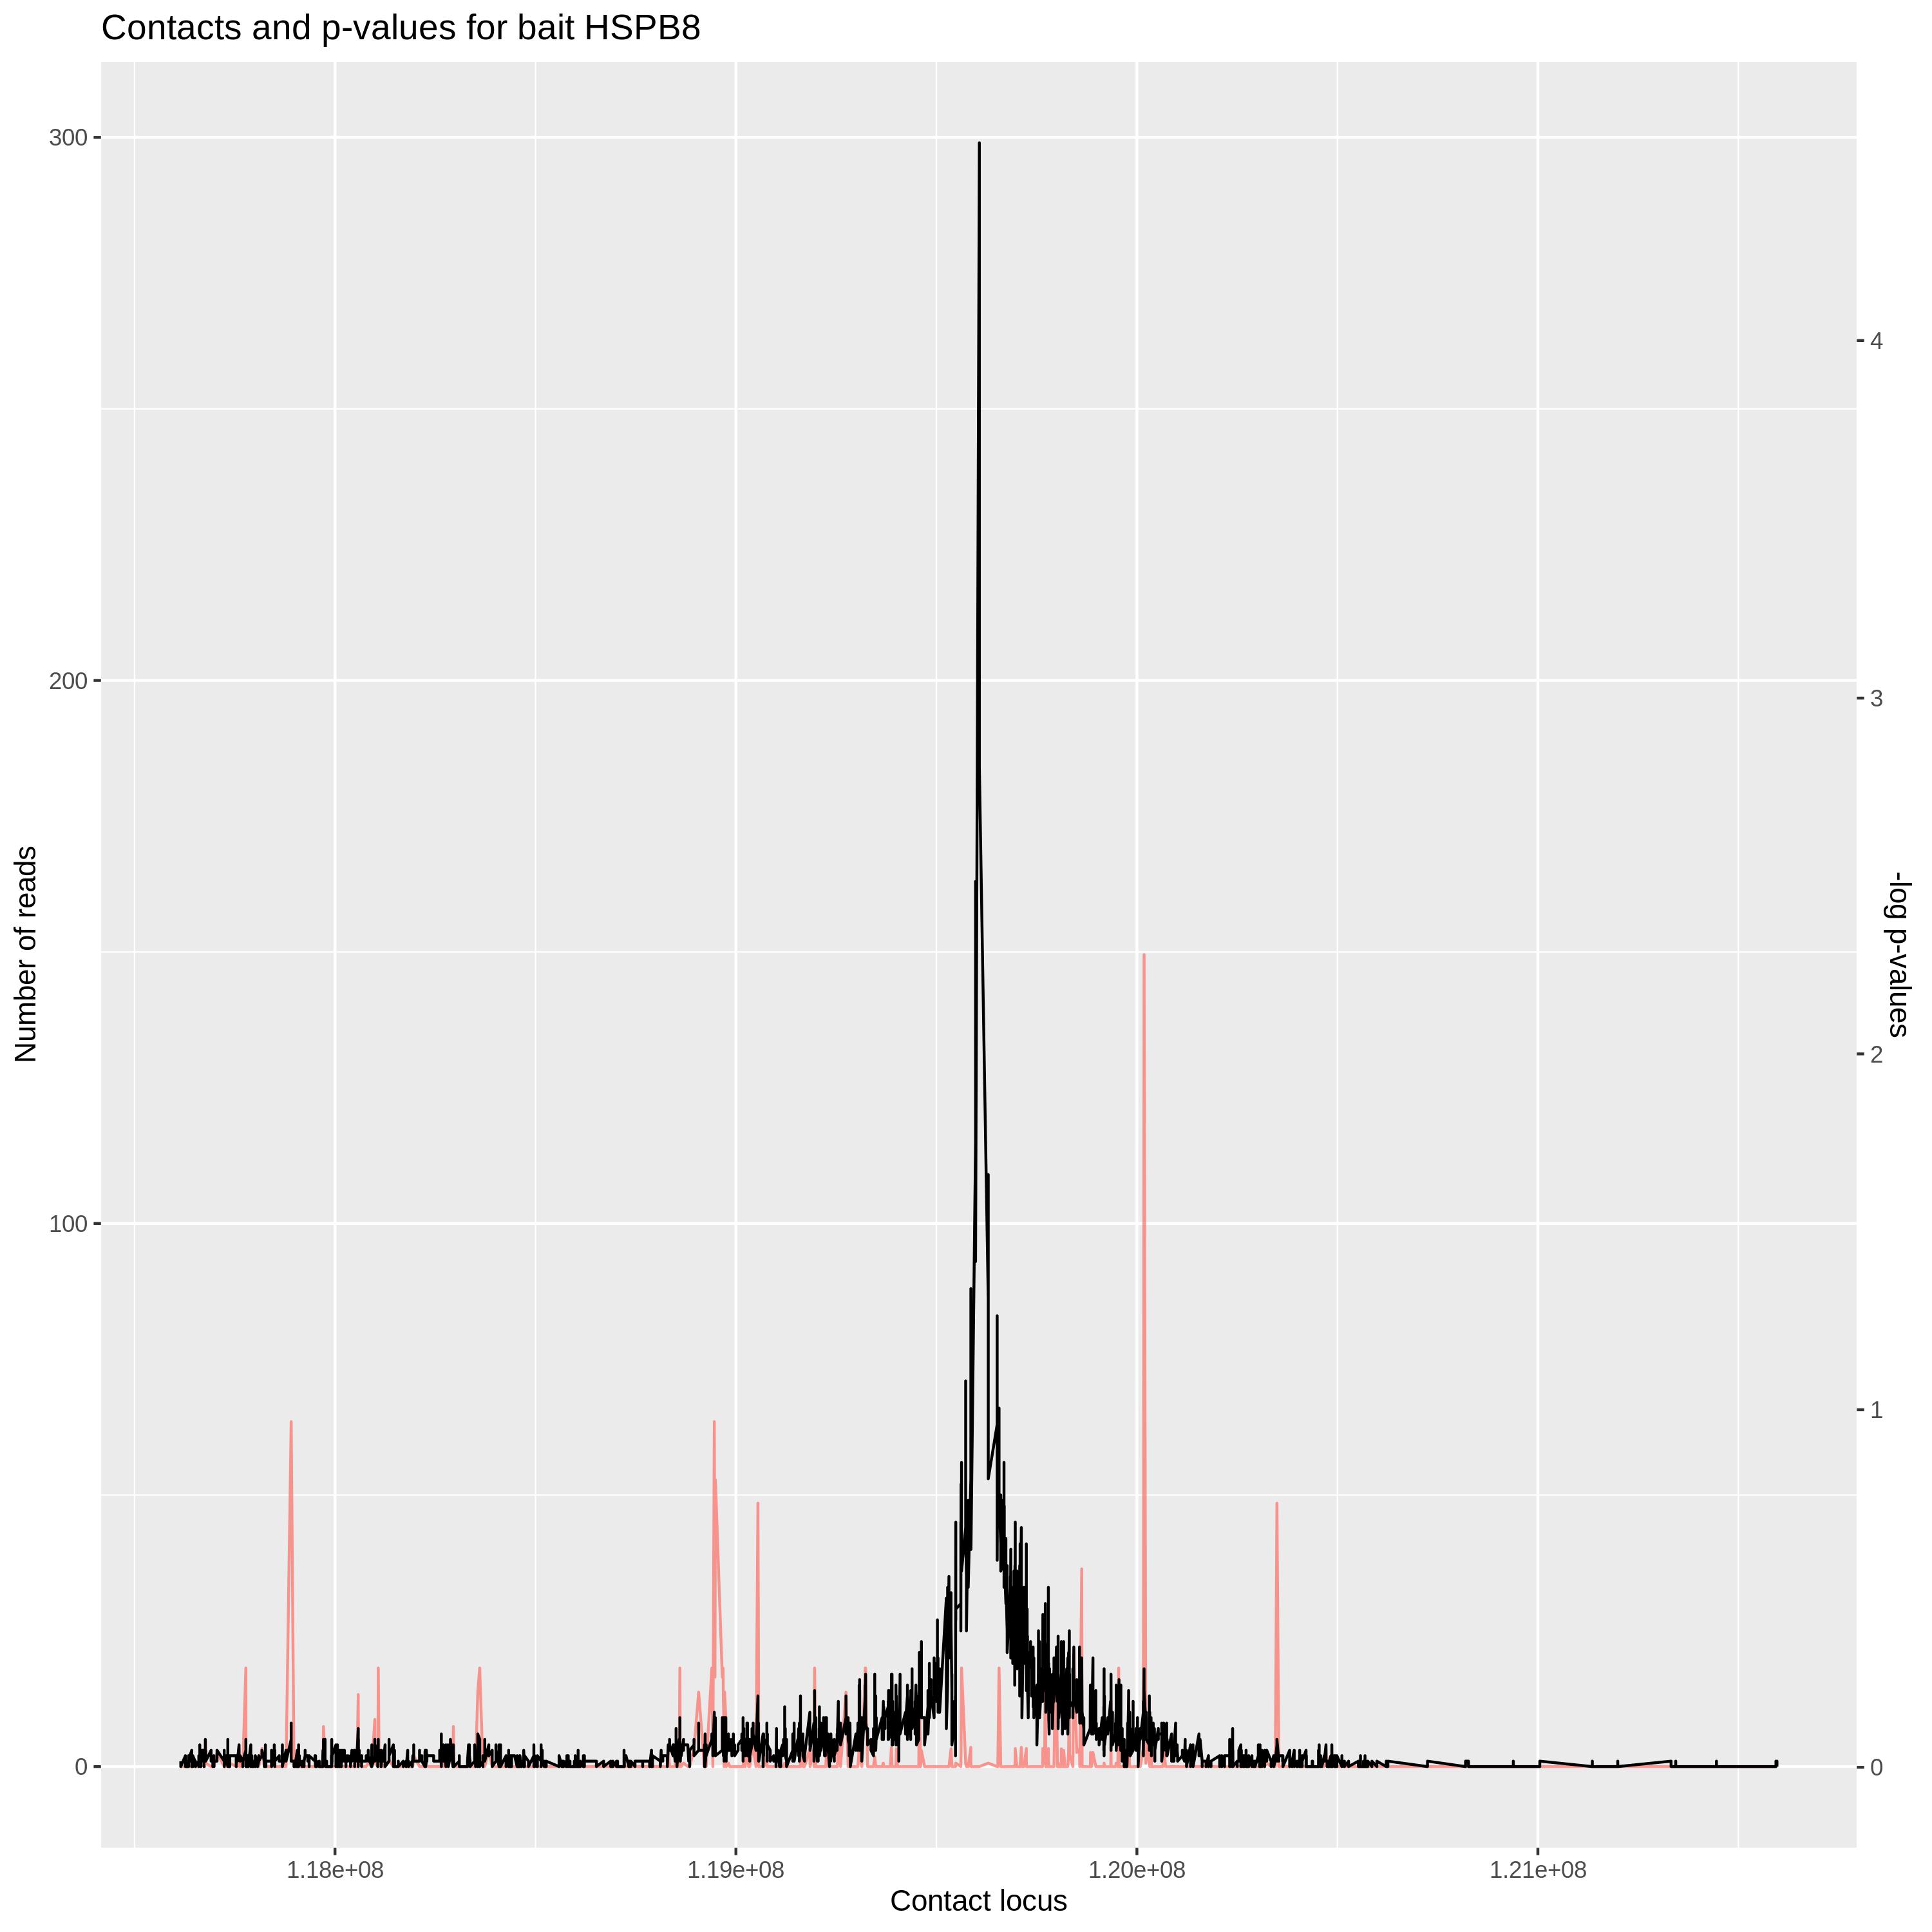 Contacts and p-values for bait HSPB8
300
200
100
0
Number of reads
4
3
2
1
0
-log p-values
1.18e+08
1.19e+08
1.20e+08
1.21e+08
Contact locus